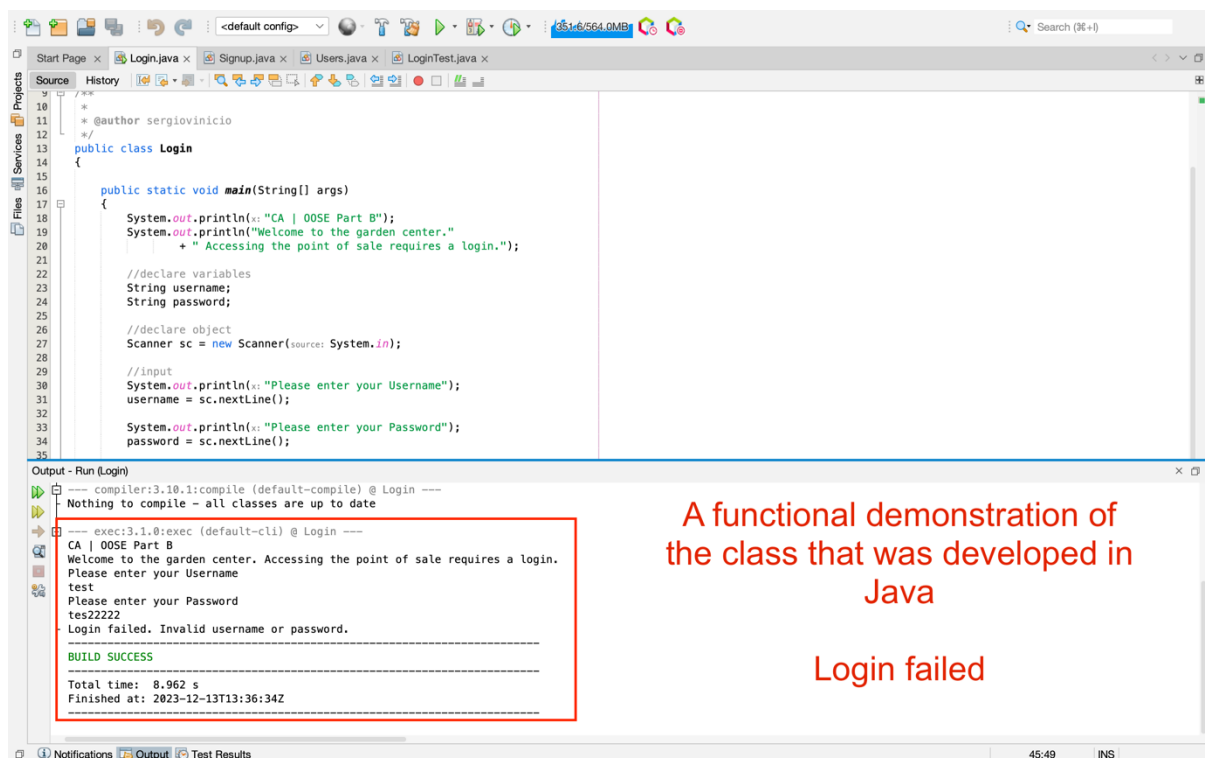 <default config>
351.6/564.0MB
Search (⌘+I)
Start Page
Login.java
Signup.java
Users.java
LoginTest.java
Source
History
Projects
Services
Files
9 /**
10 *
11 * @author sergiovinicio
12 */
13 public class Login
14 {
15
16 public static void main(String[] args)
17 {
18 System.out.println(x: "CA | OOSE Part B");
19 System.out.println("Welcome to the garden center."
20 + " Accessing the point of sale requires a login.");
21
22 //declare variables
23 String username;
24 String password;
25
26 //declare object
27 Scanner sc = new Scanner(source: System.in);
28
29 //input
30 System.out.println(x: "Please enter your Username");
31 username = sc.nextLine();
32
33 System.out.println(x: "Please enter your Password");
34 password = sc.nextLine();
35
Output - Run (Login)
--- compiler:3.10.1:compile (default-compile) @ Login ---
Nothing to compile - all classes are up to date
--- exec:3.1.0:exec (default-cli) @ Login ---
CA | OOSE Part B
Welcome to the garden center. Accessing the point of sale requires a login.
Please enter your Username
test
Please enter your Password
tes22222
Login failed. Invalid username or password.
------------------------------------------------------------------------
BUILD SUCCESS
------------------------------------------------------------------------
Total time: 8.962 s
Finished at: 2023-12-13T13:36:34Z
------------------------------------------------------------------------
A functional demonstration of
the class that was developed in
Java
Login failed
Notifications
Output
Test Results
45:49
INS